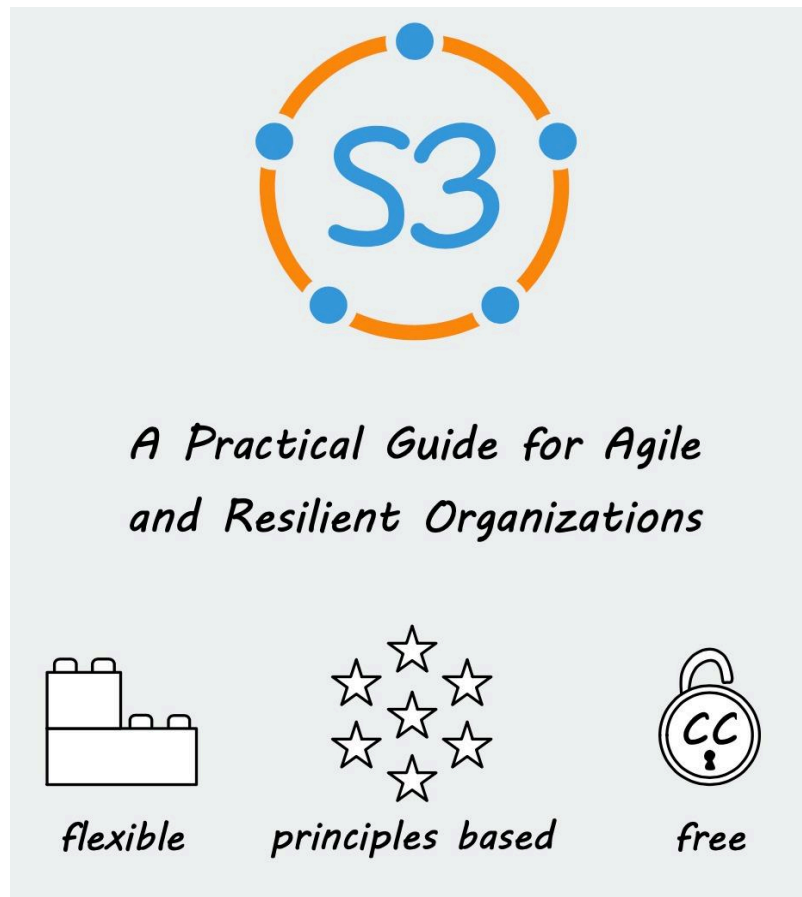 S3
A Practical Guide for Agile
and Resilient Organizations
CC
flexible
principles based
free